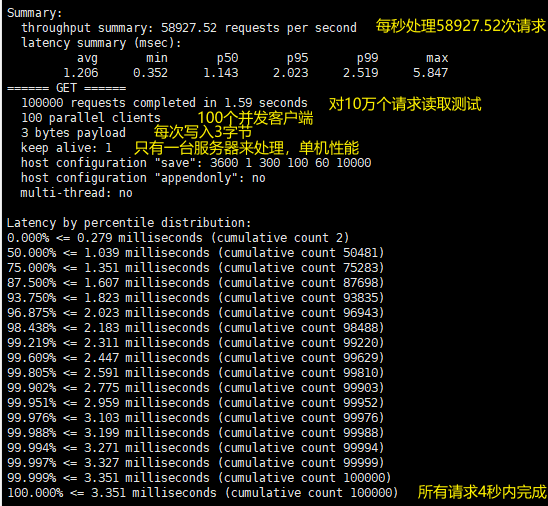 Summary:
throughput summary: 58927.52 requests per second 每秒处理58927.52次请求
latency summary (msec):
avg min p50 p95 p99 max
1.206 0.352 1.143 2.023 2.519 5.847
====== GET ======
100000 requests completed in 1.59 seconds 对10万个请求读取测试
100 parallel clients 100个并发客户端
3 bytes payload 每次写入3字节
keep alive: 1 只有一台服务器来处理，单机性能
host configuration "save": 3600 1 300 100 60 10000
host configuration "appendonly": no
multi-thread: no
Latency by percentile distribution:
0.000% <= 0.279 milliseconds (cumulative count 2)
50.000% <= 1.039 milliseconds (cumulative count 50481)
75.000% <= 1.351 milliseconds (cumulative count 75283)
87.500% <= 1.607 milliseconds (cumulative count 87698)
93.750% <= 1.823 milliseconds (cumulative count 93835)
96.875% <= 2.023 milliseconds (cumulative count 96943)
98.438% <= 2.183 milliseconds (cumulative count 98488)
99.219% <= 2.311 milliseconds (cumulative count 99220)
99.609% <= 2.447 milliseconds (cumulative count 99629)
99.805% <= 2.591 milliseconds (cumulative count 99810)
99.902% <= 2.775 milliseconds (cumulative count 99903)
99.951% <= 2.959 milliseconds (cumulative count 99952)
99.976% <= 3.103 milliseconds (cumulative count 99976)
99.988% <= 3.199 milliseconds (cumulative count 99988)
99.994% <= 3.271 milliseconds (cumulative count 99994)
99.997% <= 3.327 milliseconds (cumulative count 99999)
99.999% <= 3.351 milliseconds (cumulative count 100000)
100.000% <= 3.351 milliseconds (cumulative count 100000) 所有请求4秒内完成